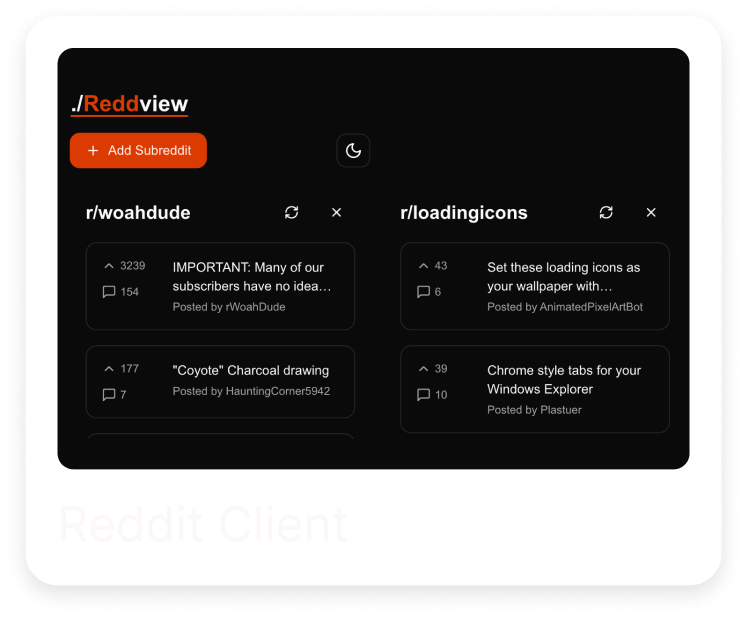 ./Reddview
+ Add Subreddit
r/woahdude
3239
154
IMPORTANT: Many of our
subscribers have no idea…
Posted by rWoahDude
177
7
"Coyote" Charcoal drawing
Posted by HauntingCorner5942
r/loadingicons
43
6
Set these loading icons as
your wallpaper with…
Posted by AnimatedPixelArtBot
39
10
Chrome style tabs for your
Windows Explorer
Posted by Plastuer
Reddit Client